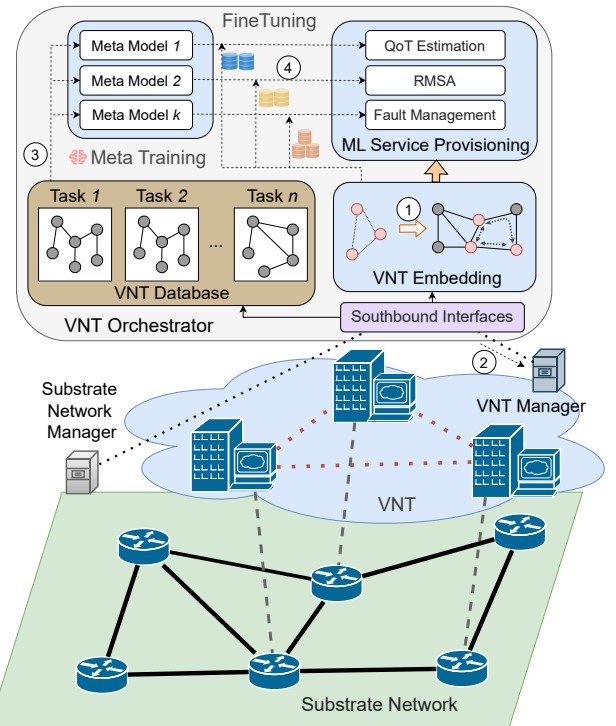 FineTuning
Meta Model 1
QoT Estimation
4
Meta Model 2
RMSA
Meta Model k
Fault Management
ML Service Provisioning
3
Meta Training
Task 1
Task 2
Task n
...
1
VNT Database
VNT Embedding
VNT Orchestrator
Southbound Interfaces
2
Substrate
Network
Manager
VNT Manager
VNT
Substrate Network